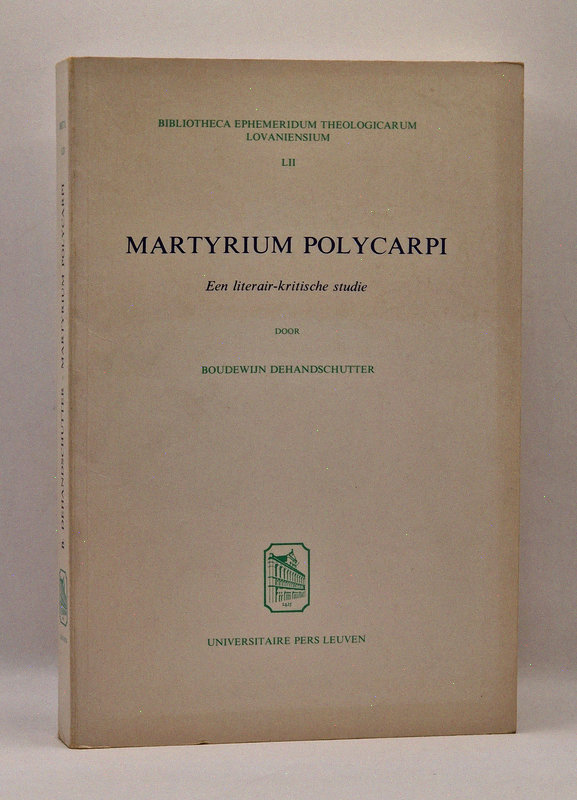 BIBLIOTHECA EPHEMERIDUM THEOLOGICARUM
LOVANIENSIUM
LII
MARTYRIUM POLYCARPI
Een literair-kritische studie
DOOR
BOUDEWIJN DEHANDSCHUTTER
1425
UNIVERSITAIRE PERS LEUVEN
B. DEHANDSCHUTTER - MARTYRIUM POLYCARPI